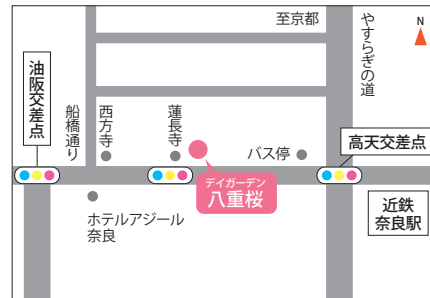 至京都
やすらぎの道
N
油阪交差点
船橋通り
西方寺
蓮長寺
バス停
高天交差点
デイガーデン
八重桜
ホテルアジール
奈良
近鉄
奈良駅